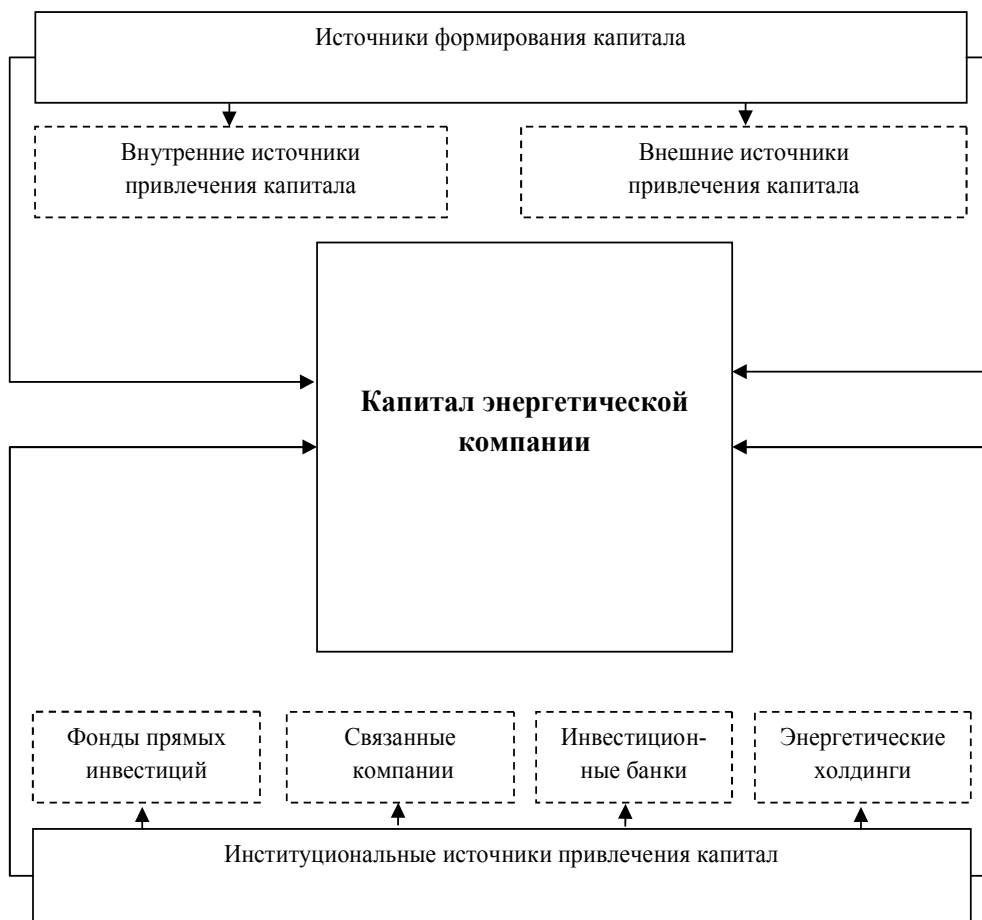 Источники формирования капитала
Внутренние источники
привлечения капитала
Внешние источники
привлечения капитала
Капитал энергетической
компании
Фонды прямых
инвестиций
Связанные
компании
Инвестицион-
ные банки
Энергетические
холдинги
Институциональные источники привлечения капитал